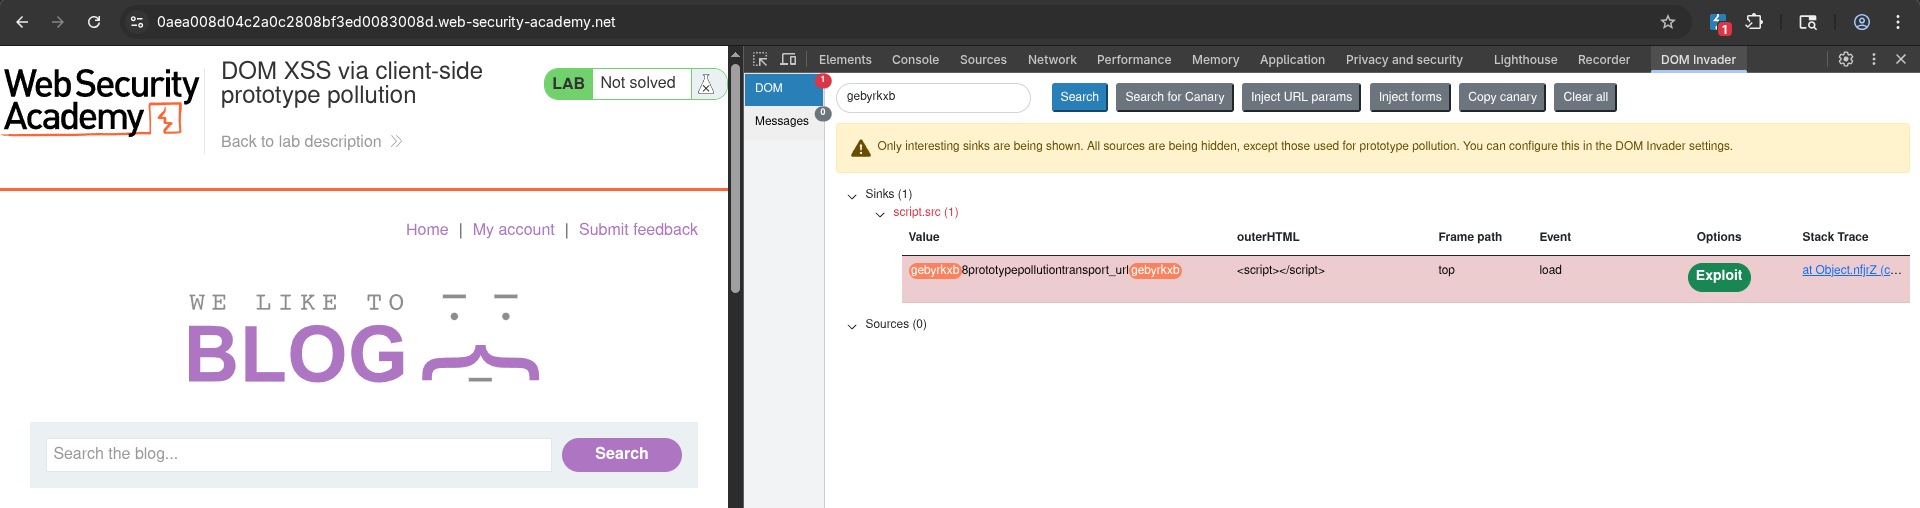 0aea008d04c2a0c2808bf3ed0083008d.web-security-academy.net
1
Web Security Academy
DOM XSS via client-side
prototype pollution
LAB Not solved
Back to lab description
Home | My account | Submit feedback
WE LIKE TO
BLOG
Search the blog...
Search
Elements Console Sources Network Performance Memory Application Privacy and security Lighthouse Recorder DOM Invader
DOM 1
Messages 0
gebyrkxb Search Search for Canary Inject URL params Inject forms Copy canary Clear all
Only interesting sinks are being shown. All sources are being hidden, except those used for prototype pollution. You can configure this in the DOM Invader settings.
Sinks (1)
script.src (1)
Value outerHTML Frame path Event Options Stack Trace
gebyrkxb8prototypepollutiontransport_urlgebyrkxb <script></script> top load Exploit at Object.nfjrZ (c...
Sources (0)